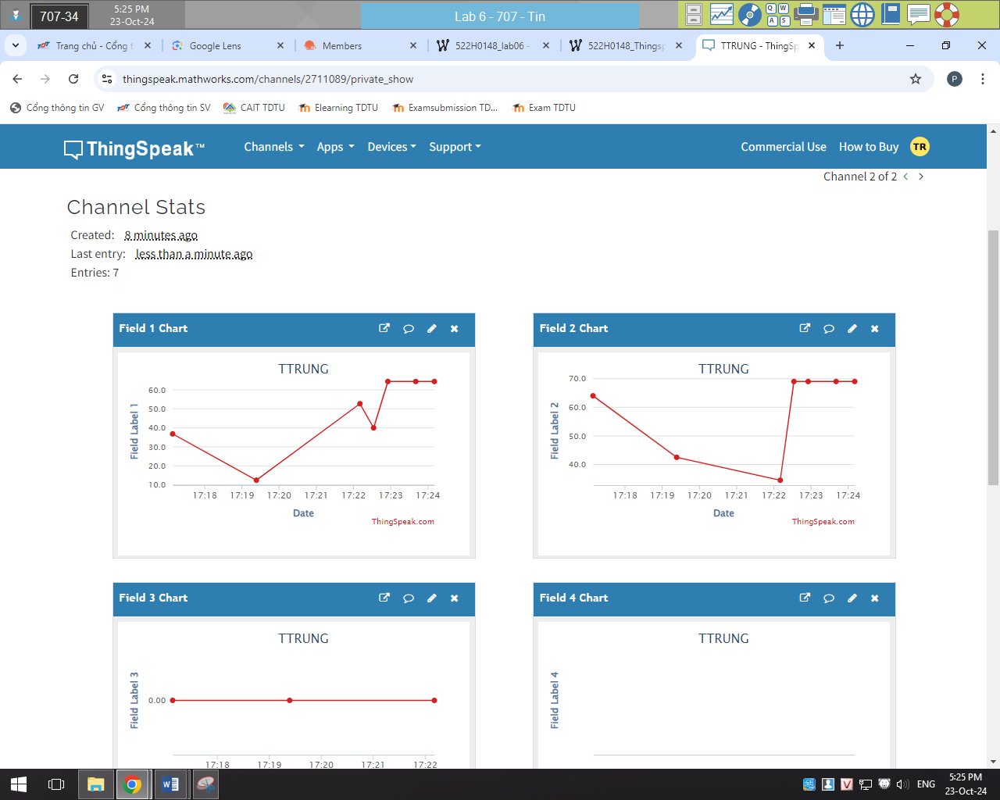 707-34
5:25 PM
23-Oct-24
Lab 6 - 707 - Tin
Q W
A S
Trang chủ - Cổng t
Google Lens
Members
522H0148_lab06 -
522H0148_Thingsp
TTRUNG - ThingSp
thingspeak.mathworks.com/channels/2711089/private_show
P
Cổng thông tin GV
Cổng thông tin SV
CAIT TDTU
Elearning TDTU
Examsubmission TD...
Exam TDTU
ThingSpeak™
Channels
Apps
Devices
Support
Commercial Use
How to Buy
TR
Channel 2 of 2 < >
Channel Stats
Created: 8 minutes ago
Last entry: less than a minute ago
Entries: 7
Field 1 Chart
TTRUNG
60.0
50.0
40.0
30.0
20.0
10.0
Field Label 1
17:18 17:19 17:20 17:21 17:22 17:23 17:24
Date
ThingSpeak.com
Field 2 Chart
TTRUNG
70.0
60.0
50.0
40.0
Field Label 2
17:18 17:19 17:20 17:21 17:22 17:23 17:24
Date
ThingSpeak.com
Field 3 Chart
TTRUNG
0.00
Field Label 3
17:18 17:19 17:20 17:21 17:22
Field 4 Chart
TTRUNG
Field Label 4
ENG
5:25 PM
23-Oct-24